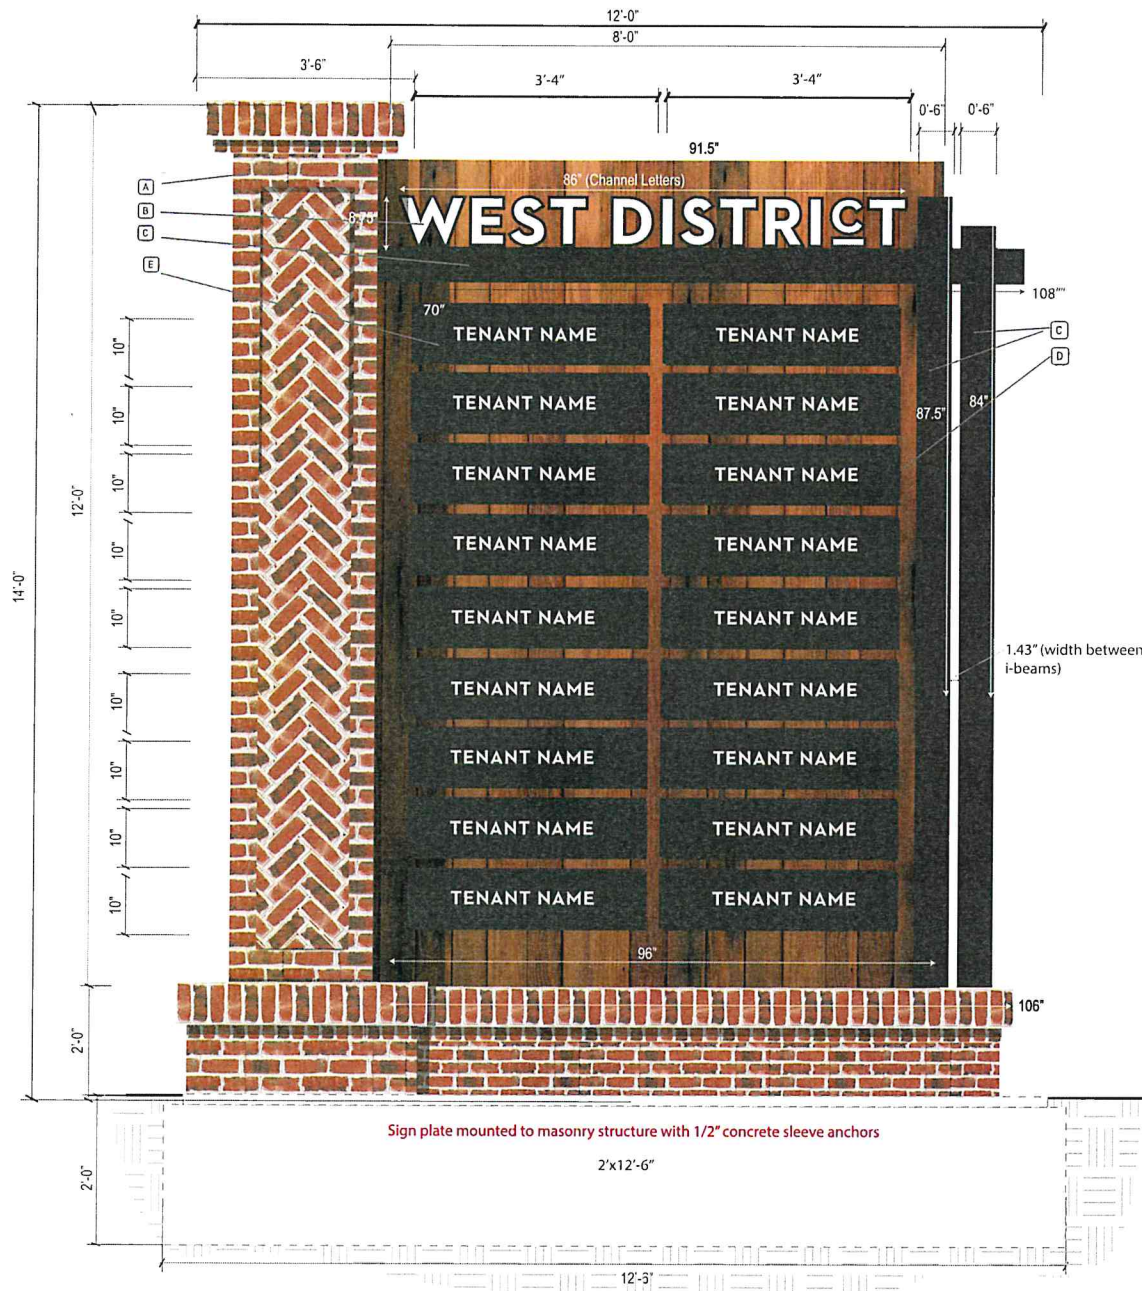 12'-0"
8'-0"
3'-6"
3'-4"
3'-4"
0'-6"
0'-6"
91.5"
86" (Channel Letters)
A
B
C
E
8.75"
WEST DISTRICT
108""
70"
C
D
10"
TENANT NAME
TENANT NAME
10"
TENANT NAME
TENANT NAME
87.5"
84"
10"
TENANT NAME
TENANT NAME
12'-0"
10"
TENANT NAME
TENANT NAME
14'-0"
10"
TENANT NAME
TENANT NAME
1.43" (width between
i-beams)
10"
TENANT NAME
TENANT NAME
10"
TENANT NAME
TENANT NAME
10"
TENANT NAME
TENANT NAME
10"
TENANT NAME
TENANT NAME
96"
106"
2'-0"
Sign plate mounted to masonry structure with 1/2" concrete sleeve anchors
2'x12'-6"
2'-0"
12'-6"